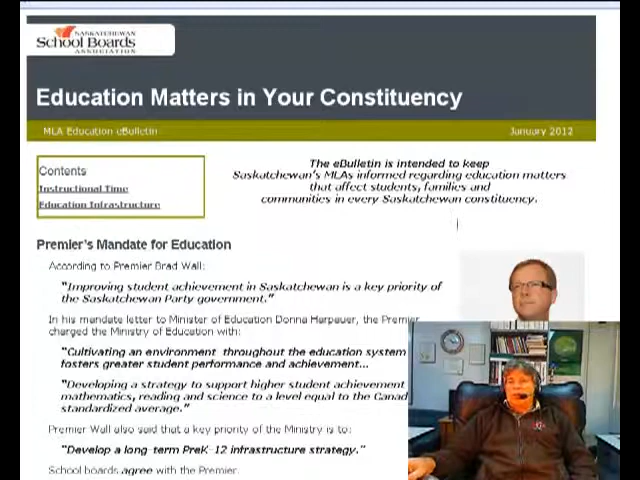 SASKATCHEWAN
School Boards
ASSOCIATION
Education Matters in Your Constituency
MLA Education eBulletin
January 2012
Contents
Instructional Time
Education Infrastructure
The eBulletin is intended to keep
Saskatchewan's MLAs informed regarding education matters
that affect students, families and
communities in every Saskatchewan constituency.
Premier's Mandate for Education
According to Premier Brad Wall:
"Improving student achievement in Saskatchewan is a key priority of
the Saskatchewan Party government."
In his mandate letter to Minister of Education Donna Harpauer, the Premier
charged the Ministry of Education with:
"Cultivating an environment throughout the education system
fosters greater student performance and achievement...
"Developing a strategy to support higher student achievement
mathematics, reading and science to a level equal to the Canad
standardized average."
Premier Wall also said that a key priority of the Ministry is to:
"Develop a long-term PreK-12 infrastructure strategy."
School boards agree with the Premier.